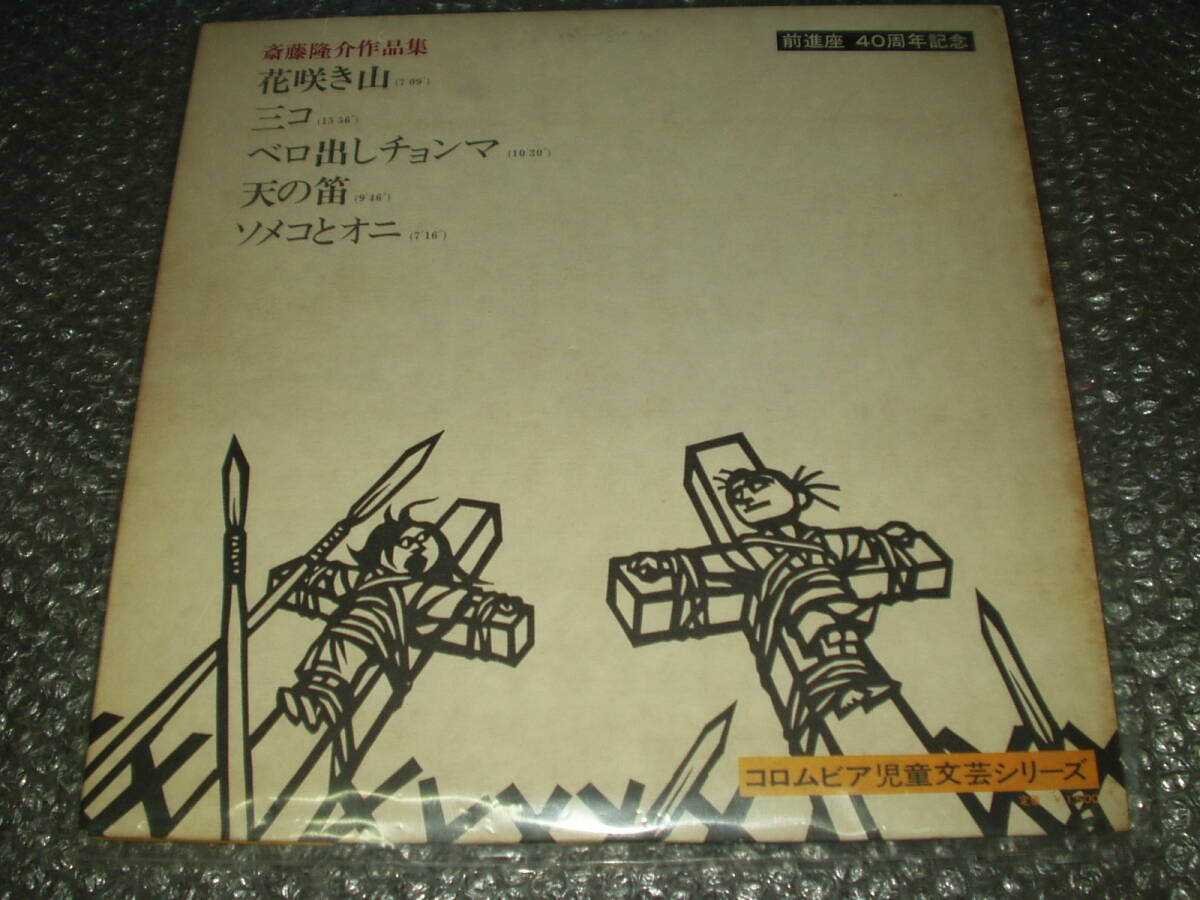 斎藤隆介作品集
前進座 40周年記念
花咲き山 (7'09")
三コ (15'56")
ベロ出しチョンマ (10'30")
天の笛 (9'46")
ソメコとオニ (7'16")
コロムビア児童文芸シリーズ